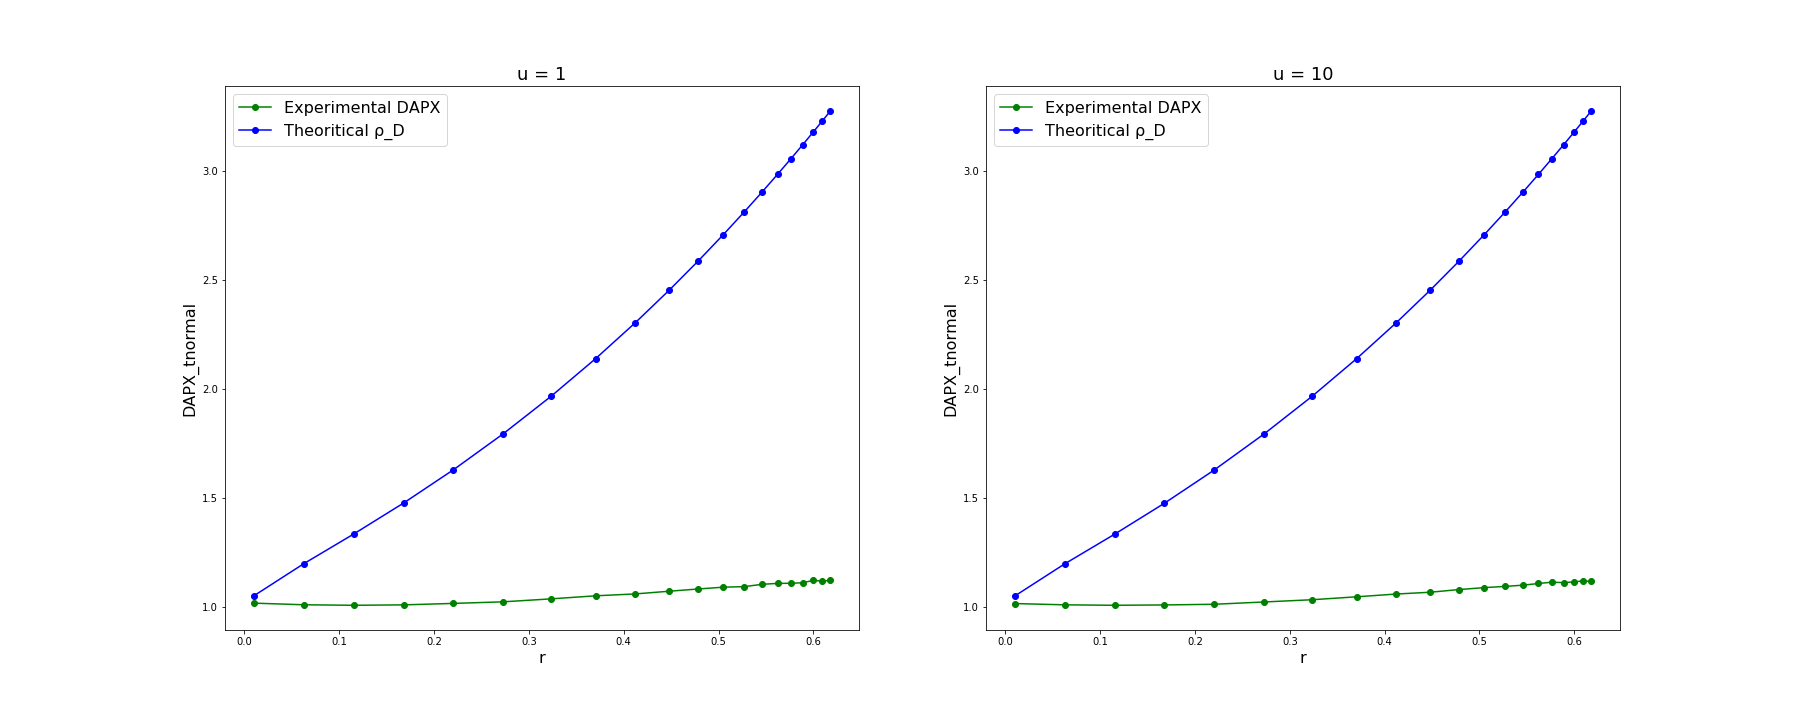 u = 1
Experimental DAPX
Theoritical ρ_D
DAPX_tnormal
3.0
2.5
2.0
1.5
1.0
0.0 0.1 0.2 0.3 0.4 0.5 0.6
r
u = 10
Experimental DAPX
Theoritical ρ_D
DAPX_tnormal
3.0
2.5
2.0
1.5
1.0
0.0 0.1 0.2 0.3 0.4 0.5 0.6
r